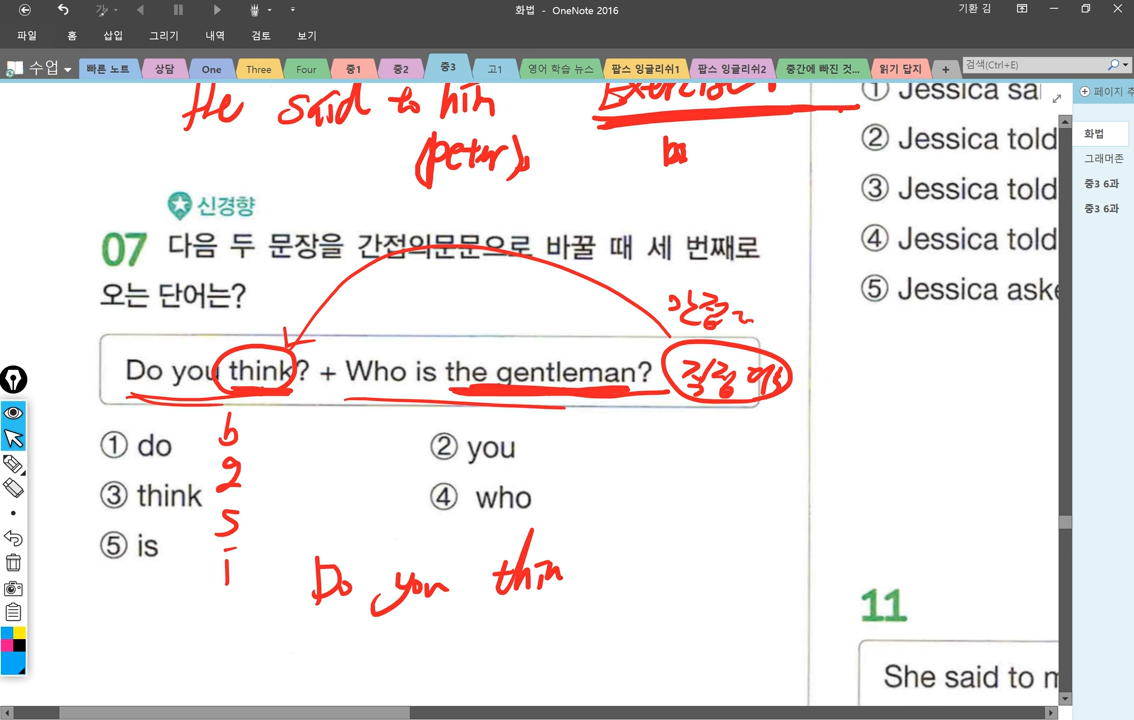 화법 - OneNote 2016
기환 김
파일 홈 삽입 그리기 내역 검토 보기
수업 빠른 노트 상담 One Three Four 중1 중2 중3 고1 영어 학습 뉴스 팝스 잉글리쉬1 팝스 잉글리쉬2 중간에 빠진 것... 읽기 답지 + 검색(Ctrl+E)
페이지 추
화법
그래머존
중3 6과
중3 6과
He said to him
(peter)
신경향
07 다음 두 문장을 간접의문문으로 바꿀 때 세 번째로
오는 단어는?
Do you think? + Who is the gentleman?
① do
② you
③ think
④ who
⑤ is
b
g
s
i
Do you thin
① Jessica sa
② Jessica told
③ Jessica told
④ Jessica told
⑤ Jessica aske
11
She said to m